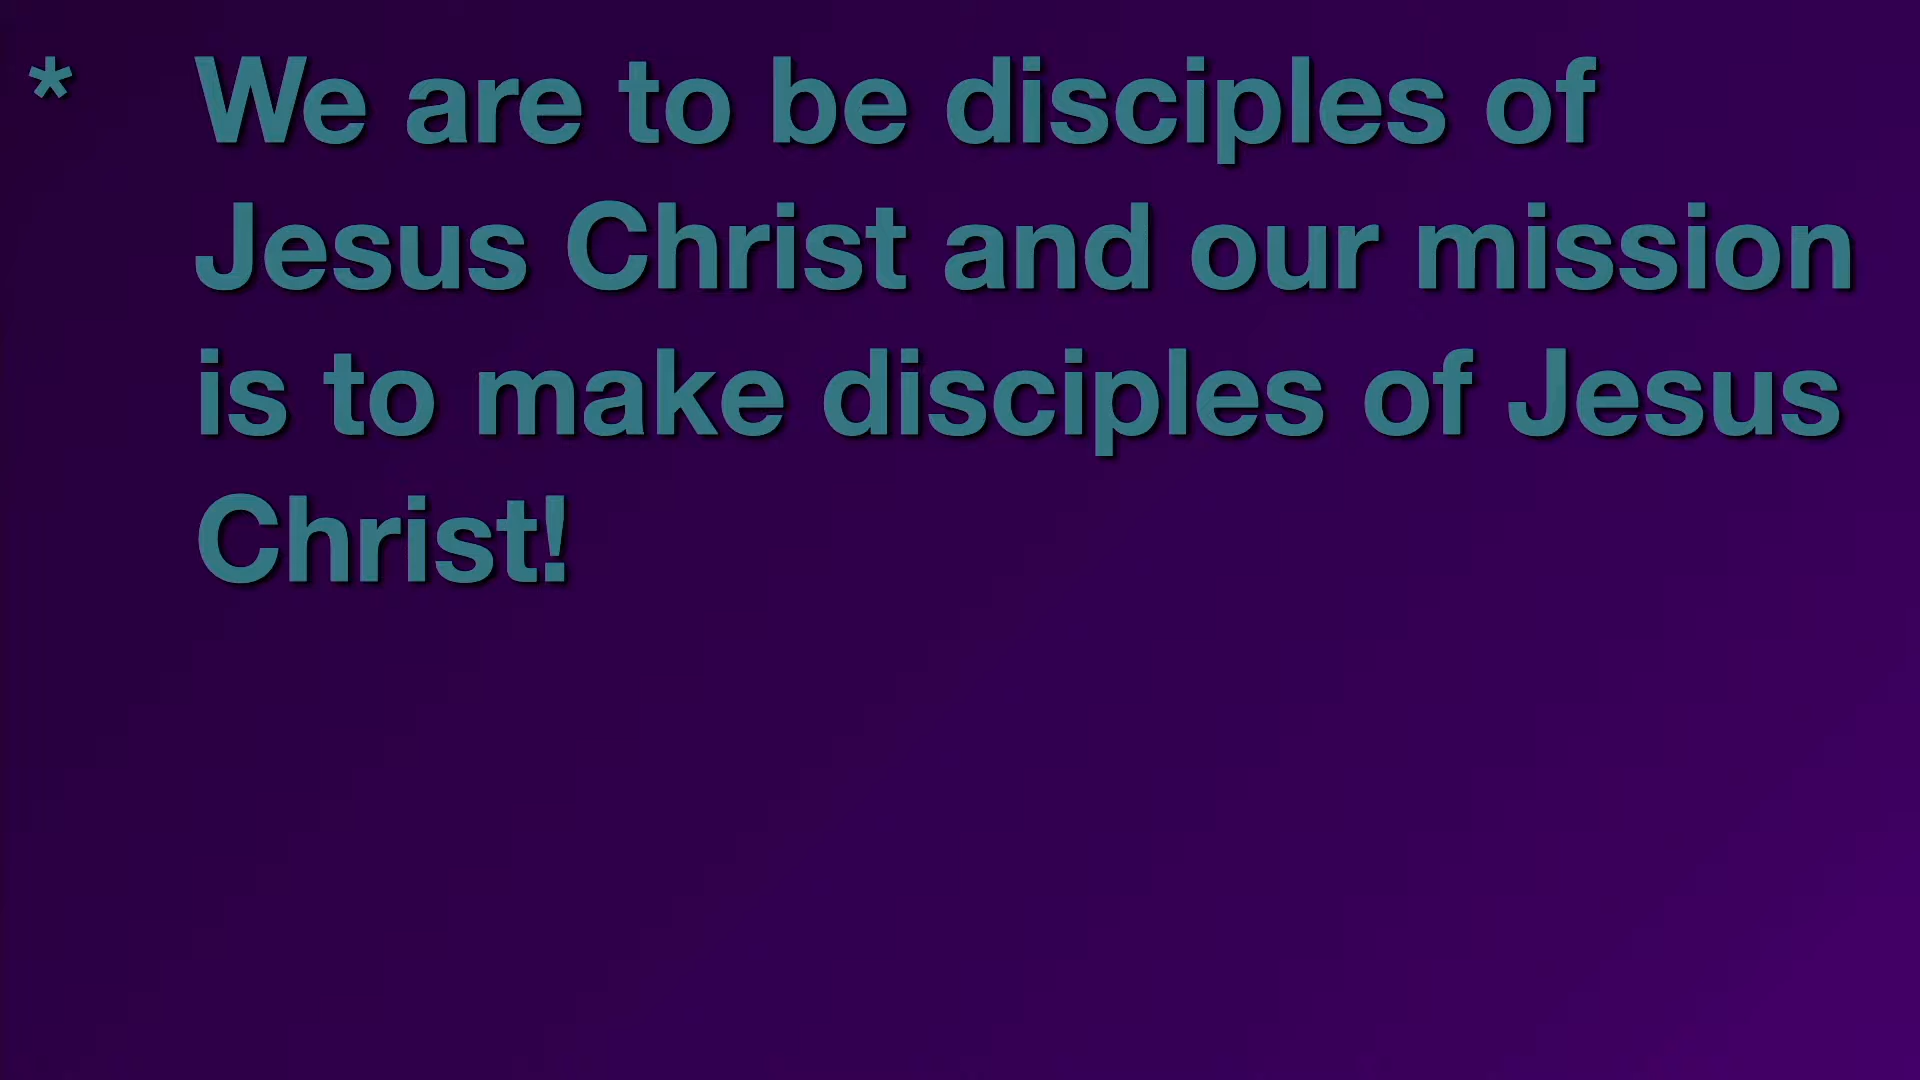 * We are to be disciples of
Jesus Christ and our mission
is to make disciples of Jesus
Christ!